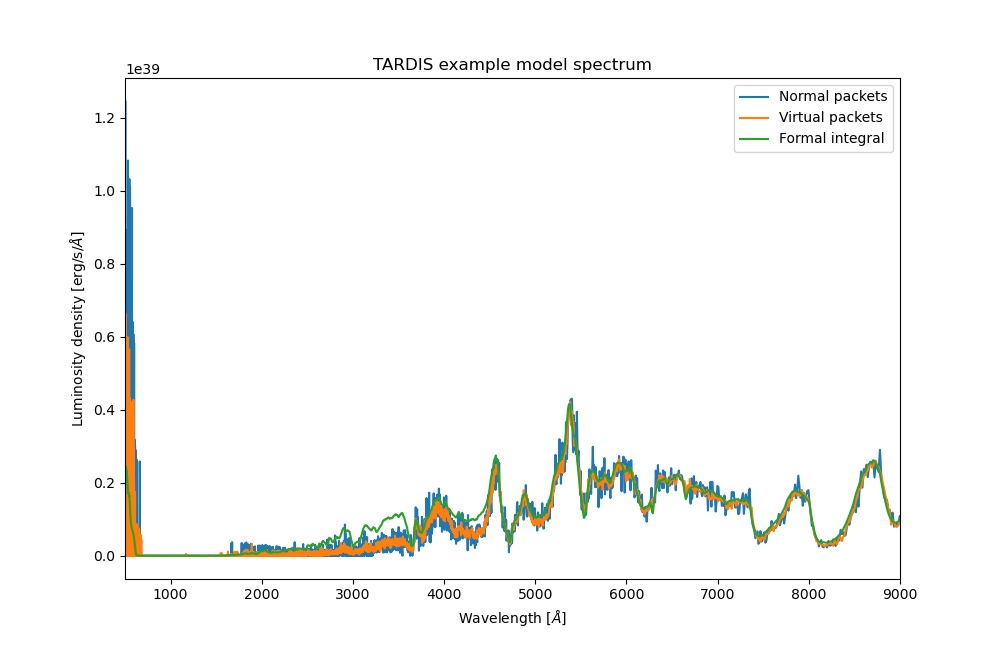 TARDIS example model spectrum
1e39
Normal packets
Virtual packets
Formal integral
Luminosity density [erg/s/Å]
1.2
1.0
0.8
0.6
0.4
0.2
0.0
1000 2000 3000 4000 5000 6000 7000 8000 9000
Wavelength [Å]